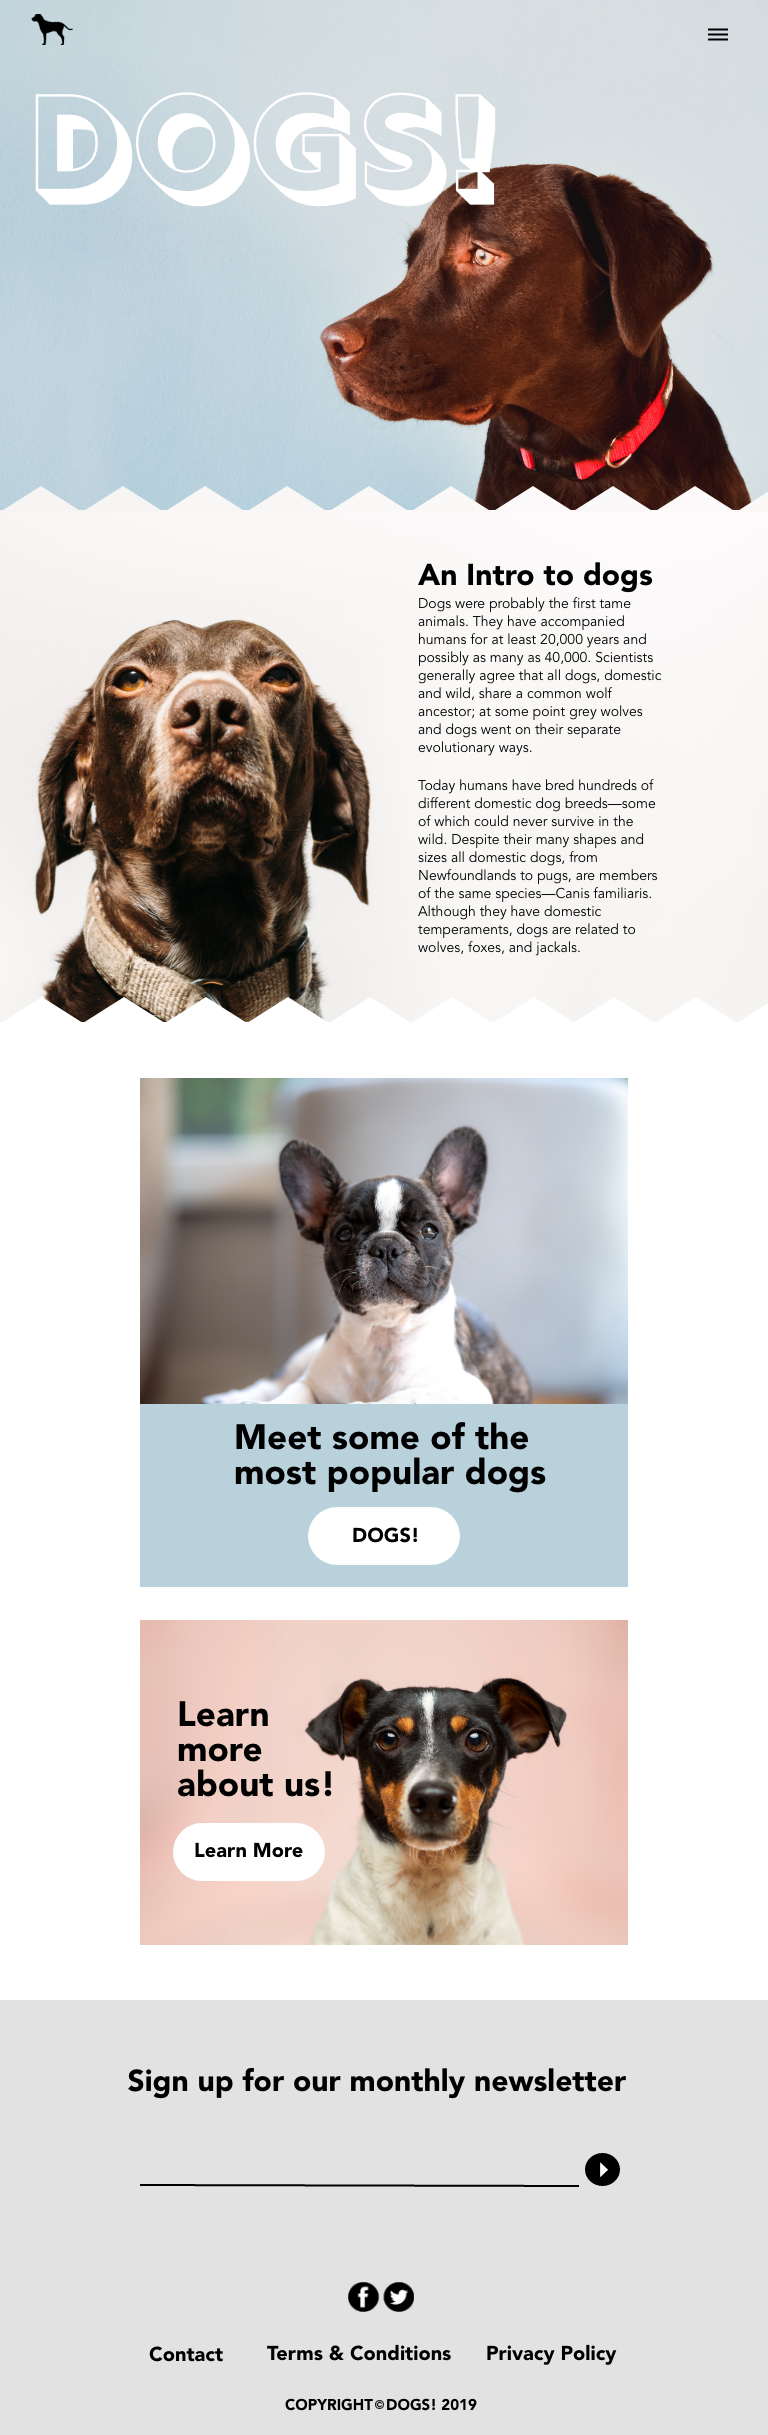 DOGS!
An Intro to dogs
Dogs were probably the first tame
animals. They have accompanied
humans for at least 20,000 years and
possibly as many as 40,000. Scientists
generally agree that all dogs, domestic
and wild, share a common wolf
ancestor; at some point grey wolves
and dogs went on their separate
evolutionary ways.
Today humans have bred hundreds of
different domestic dog breeds—some
of which could never survive in the
wild. Despite their many shapes and
sizes all domestic dogs, from
Newfoundlands to pugs, are members
of the same species—Canis familiaris.
Although they have domestic
temperaments, dogs are related to
wolves, foxes, and jackals.
Meet some of the
most popular dogs
DOGS!
Learn
more
about us!
Learn More
Sign up for our monthly newsletter
Contact Terms & Conditions Privacy Policy
COPYRIGHT©DOGS! 2019